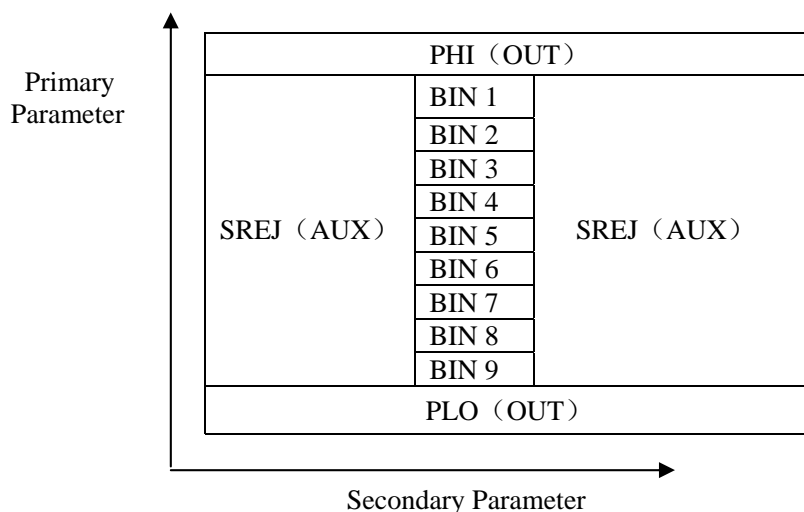 PHI（OUT）
Primary
Parameter
BIN 1
BIN 2
BIN 3
BIN 4
SREJ（AUX）
BIN 5
SREJ（AUX）
BIN 6
BIN 7
BIN 8
BIN 9
PLO（OUT）
Secondary Parameter